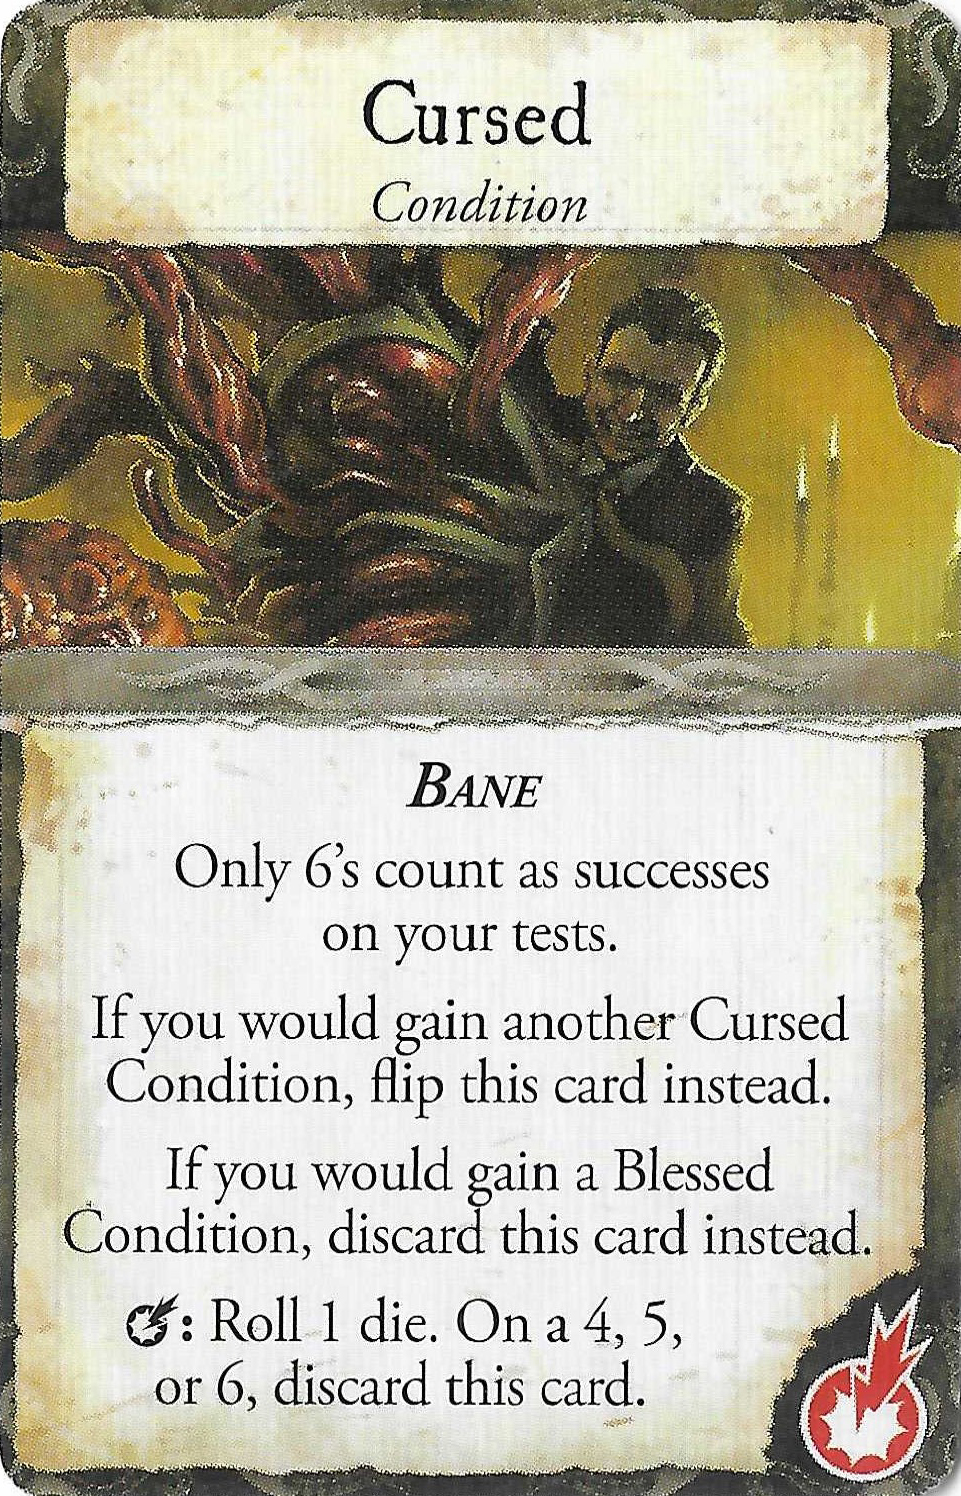 Cursed
Condition
BANE
Only 6's count as successes
on your tests.
If you would gain another Cursed
Condition, flip this card instead.
If you would gain a Blessed
Condition, discard this card instead.
: Roll 1 die. On a 4, 5,
or 6, discard this card.